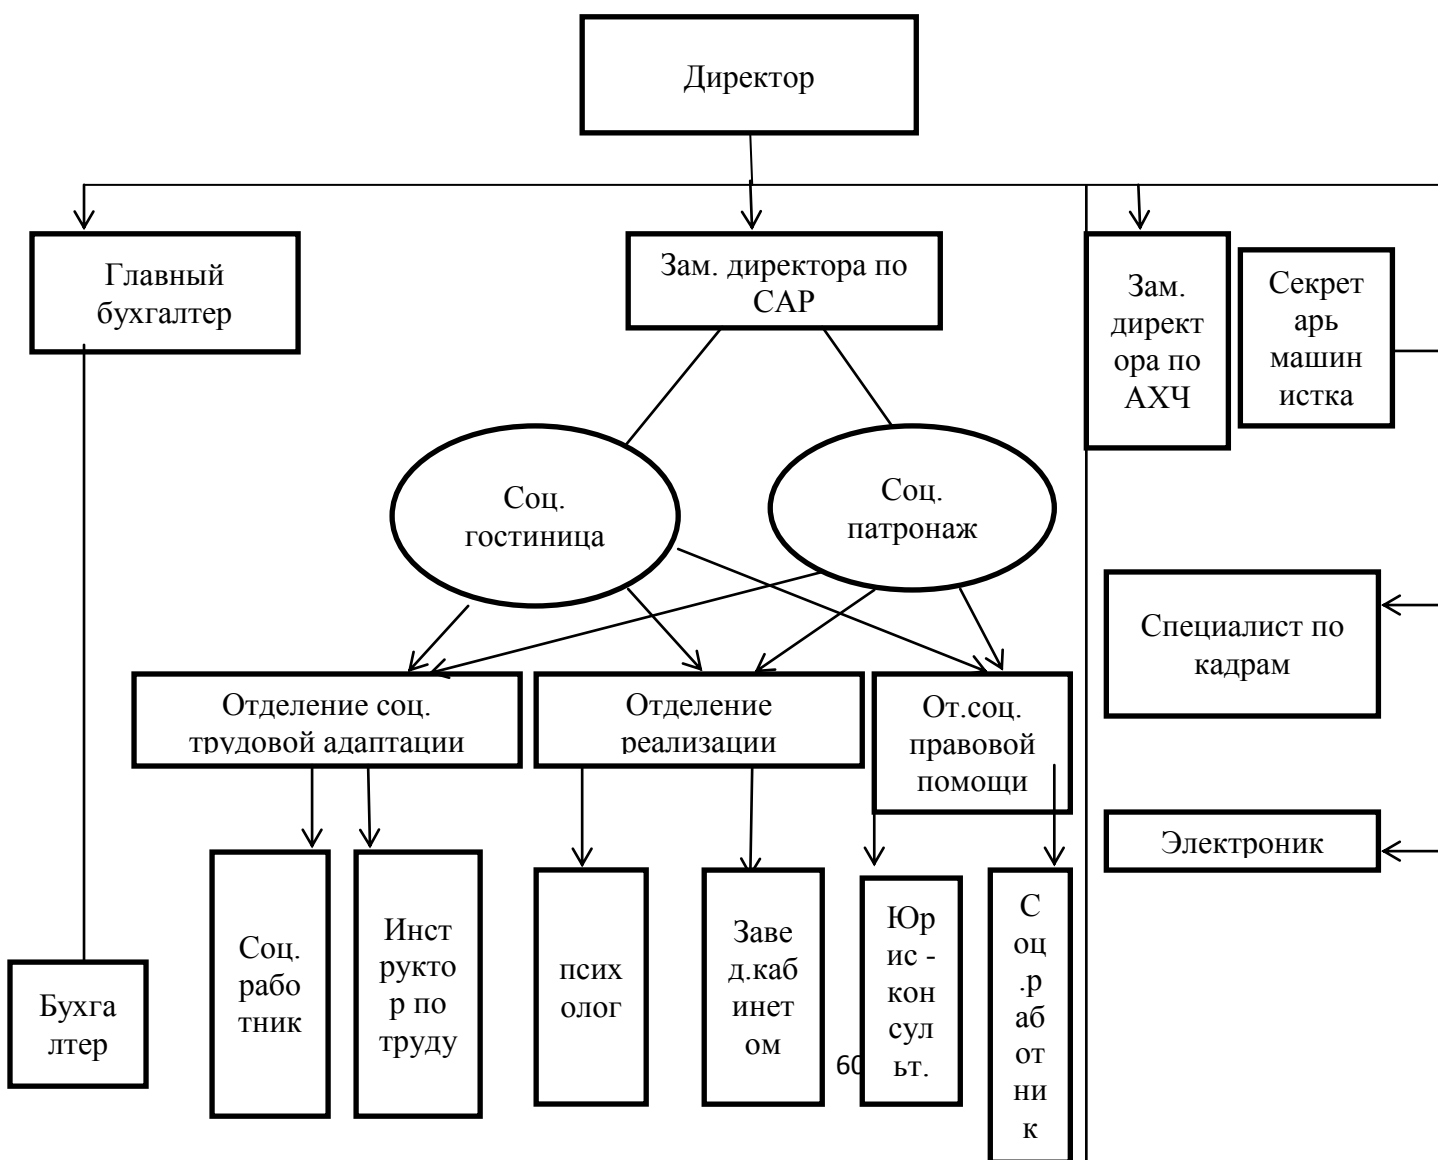 Директор
Главный
бухгалтер
Зам. директора по
САР
Зам.
директ
ора по
АХЧ
Секрет
арь
машин
истка
Соц.
гостиница
Соц.
патронаж
Специалист по
кадрам
Отделение соц.
трудовой адаптации
Отделение
реализации
От.соц.
правовой
помощи
Электроник
Бухга
лтер
Соц.
рабо
тник
Инст
рукто
р по
труду
псих
олог
Заве
д.каб
инет
ом
Юр
ис -
кон
сул
ьт.
С
оц
.р
аб
от
ни
к
60